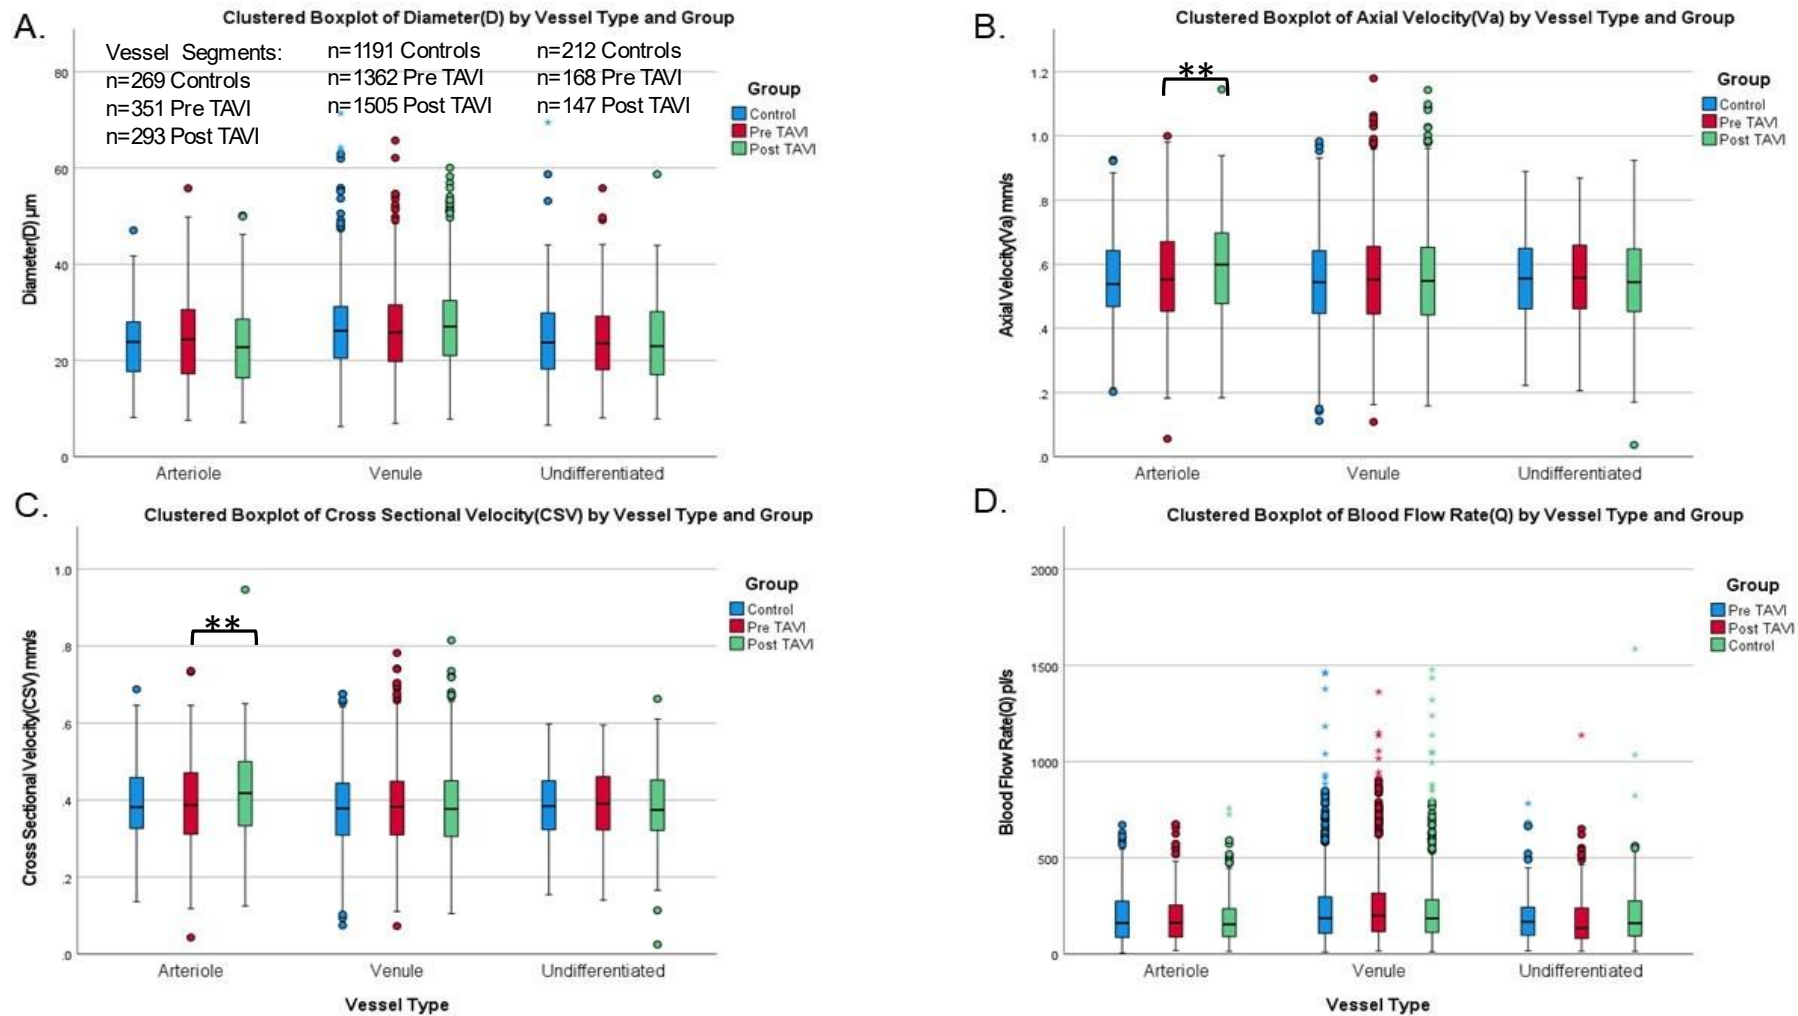 A.
Clustered Boxplot of Diameter(D) by Vessel Type and Group
Vessel Segments:
n=269 Controls
n=351 Pre TAVI
n=293 Post TAVI
n=1191 Controls
n=1362 Pre TAVI
n=1505 Post TAVI
n=212 Controls
n=168 Pre TAVI
n=147 Post TAVI
Group
Control
Pre TAVI
Post TAVI
Diameter(D) µm
80
60
40
20
0
Arteriole
Venule
Undifferentiated
B.
Clustered Boxplot of Axial Velocity(Va) by Vessel Type and Group
**
Group
Control
Pre TAVI
Post TAVI
Axial Velocity(Va) mm/s
1.2
1.0
.8
.6
.4
.2
.0
Arteriole
Venule
Undifferentiated
C.
Clustered Boxplot of Cross Sectional Velocity(CSV) by Vessel Type and Group
**
Group
Control
Pre TAVI
Post TAVI
Cross Sectional Velocity(CSV) mm/s
1.0
.8
.6
.4
.2
.0
Arteriole
Venule
Undifferentiated
Vessel Type
D.
Clustered Boxplot of Blood Flow Rate(Q) by Vessel Type and Group
Group
Pre TAVI
Post TAVI
Control
Blood Flow Rate(Q) pl/s
2000
1500
1000
500
0
Arteriole
Venule
Undifferentiated
Vessel Type